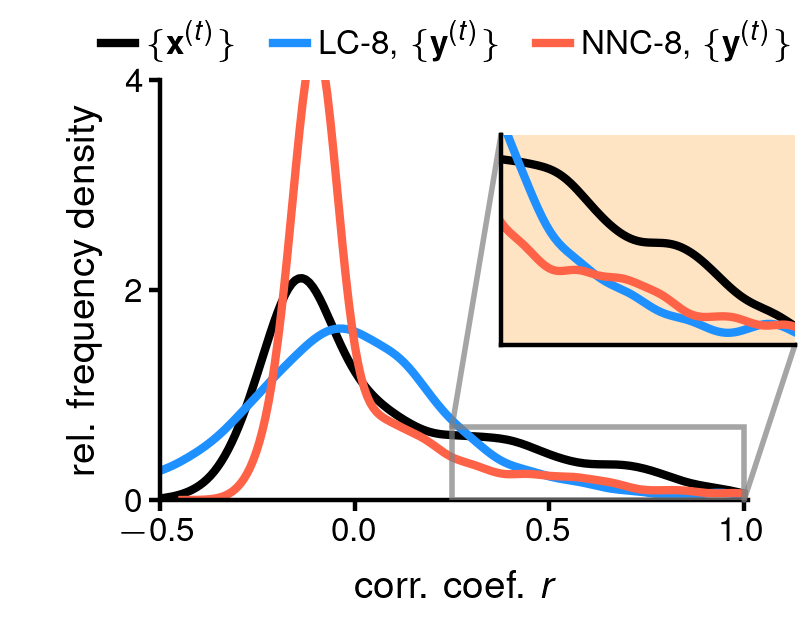 {x^(t)} LC-8, {y^(t)} NNC-8, {y^(t)}
4
rel. frequency density
2
0
−0.5 0.0 0.5 1.0
corr. coef. r